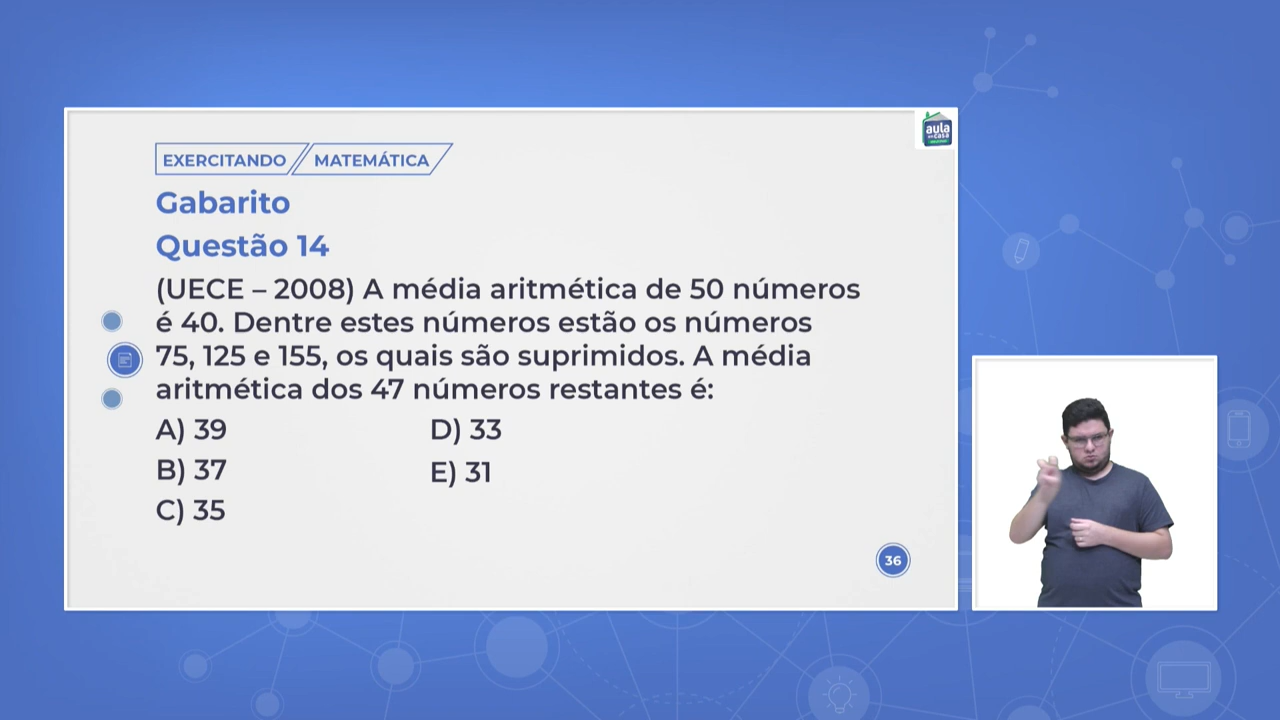 aula
em casa
EXERCITANDO
MATEMÁTICA
Gabarito
Questão 14
(UECE – 2008) A média aritmética de 50 números
é 40. Dentre estes números estão os números
75, 125 e 155, os quais são suprimidos. A média
aritmética dos 47 números restantes é:
A) 39
B) 37
C) 35
D) 33
E) 31
36